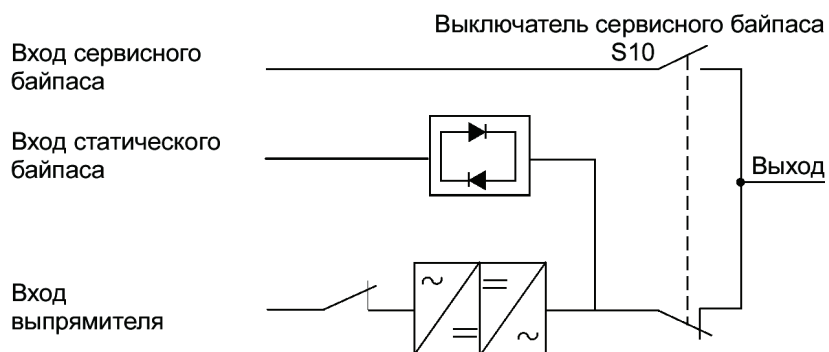 Выключатель сервисного байпаса
S10
Вход сервисного
байпаса
Вход статического
байпаса
Выход
Вход
выпрямителя